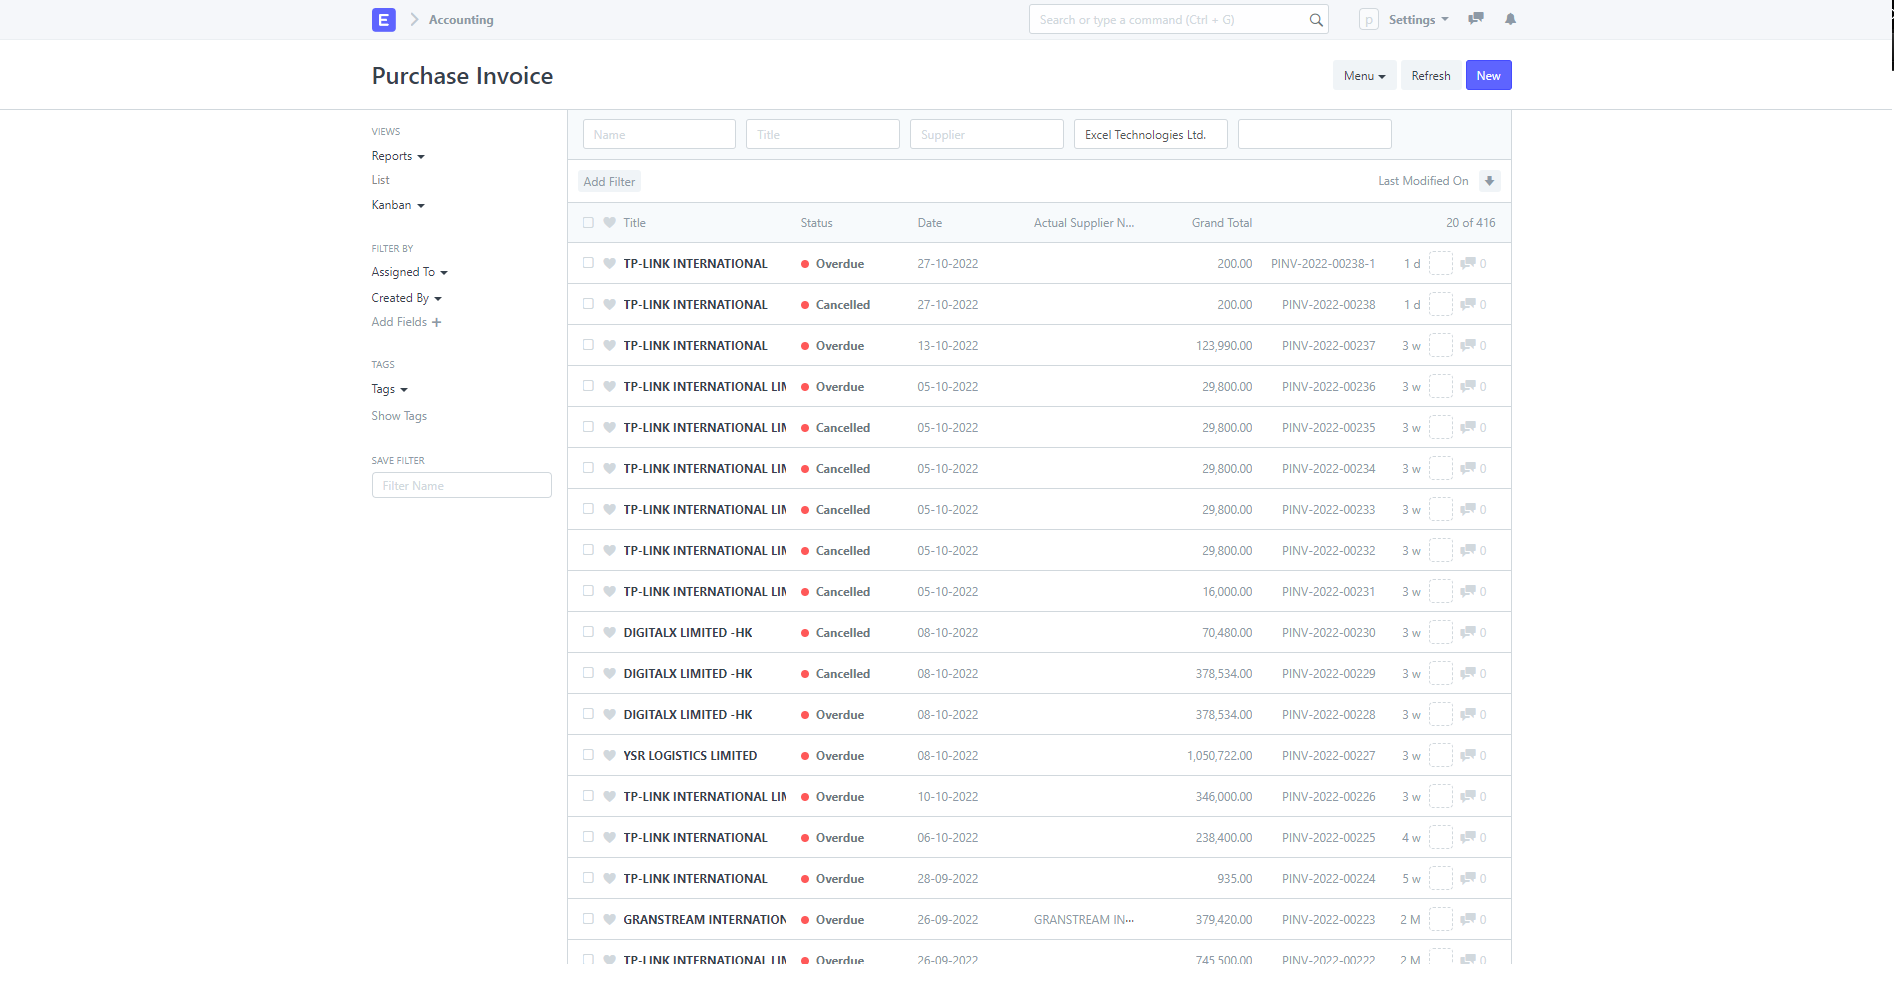 E Accounting Search or type a command (Ctrl + G) p Settings
Purchase Invoice Menu Refresh New
VIEWS
Reports
List
Kanban
FILTER BY
Assigned To
Created By
Add Fields
TAGS
Tags
Show Tags
SAVE FILTER
Filter Name
Name Title Supplier Excel Technologies Ltd.
Add Filter Last Modified On
Title Status Date Actual Supplier N... Grand Total 20 of 416
TP-LINK INTERNATIONAL Overdue 27-10-2022 200.00 PINV-2022-00238-1 1 d 0
TP-LINK INTERNATIONAL Cancelled 27-10-2022 200.00 PINV-2022-00238 1 d 0
TP-LINK INTERNATIONAL Overdue 13-10-2022 123,990.00 PINV-2022-00237 3 w 0
TP-LINK INTERNATIONAL LIM Overdue 05-10-2022 29,800.00 PINV-2022-00236 3 w 0
TP-LINK INTERNATIONAL LIM Cancelled 05-10-2022 29,800.00 PINV-2022-00235 3 w 0
TP-LINK INTERNATIONAL LIM Cancelled 05-10-2022 29,800.00 PINV-2022-00234 3 w 0
TP-LINK INTERNATIONAL LIM Cancelled 05-10-2022 29,800.00 PINV-2022-00233 3 w 0
TP-LINK INTERNATIONAL LIM Cancelled 05-10-2022 29,800.00 PINV-2022-00232 3 w 0
TP-LINK INTERNATIONAL LIM Cancelled 05-10-2022 16,000.00 PINV-2022-00231 3 w 0
DIGITALX LIMITED -HK Cancelled 08-10-2022 70,480.00 PINV-2022-00230 3 w 0
DIGITALX LIMITED -HK Cancelled 08-10-2022 378,534.00 PINV-2022-00229 3 w 0
DIGITALX LIMITED -HK Overdue 08-10-2022 378,534.00 PINV-2022-00228 3 w 0
YSR LOGISTICS LIMITED Overdue 08-10-2022 1,050,722.00 PINV-2022-00227 3 w 0
TP-LINK INTERNATIONAL LIM Overdue 10-10-2022 346,000.00 PINV-2022-00226 3 w 0
TP-LINK INTERNATIONAL Overdue 06-10-2022 238,400.00 PINV-2022-00225 4 w 0
TP-LINK INTERNATIONAL Overdue 28-09-2022 935.00 PINV-2022-00224 5 w 0
GRANSTREAM INTERNATION Overdue 26-09-2022 GRANSTREAM IN... 379,420.00 PINV-2022-00223 2 M 0
TP-LINK INTERNATIONAL LIM Overdue 26-09-2022 745,500.00 PINV-2022-00222 2 M 0